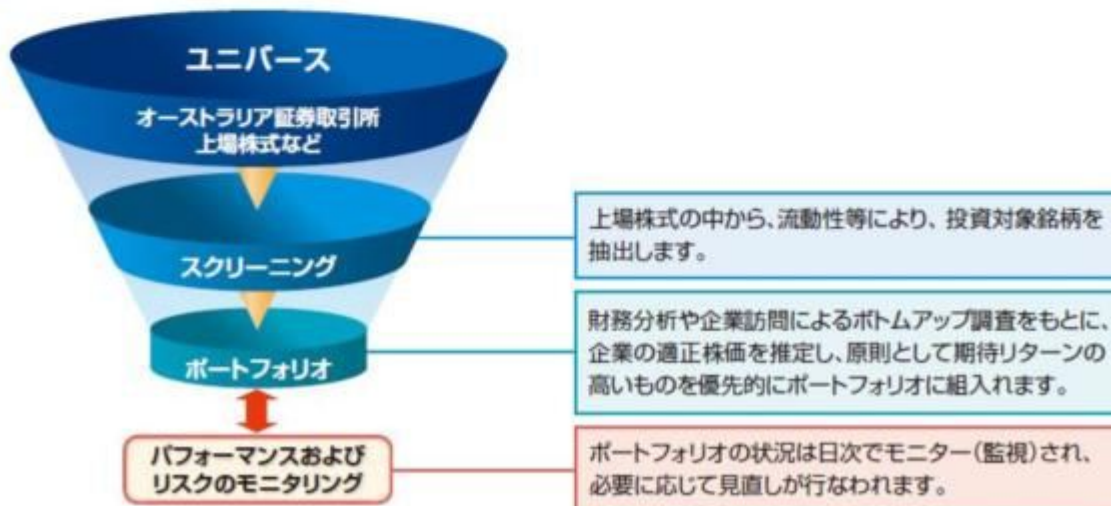 ユニバース
オーストラリア証券取引所
上場株式など
スクリーニング
ポートフォリオ
パフォーマンスおよび
リスクのモニタリング
上場株式の中から、流動性等により、投資対象銘柄を
抽出します。
財務分析や企業訪問によるボトムアップ調査をもとに、
企業の適正株価を推定し、原則として期待リターンの
高いものを優先的にポートフォリオに組入れます。
ポートフォリオの状況は日次でモニター(監視)され、
必要に応じて見直しが行なわれます。